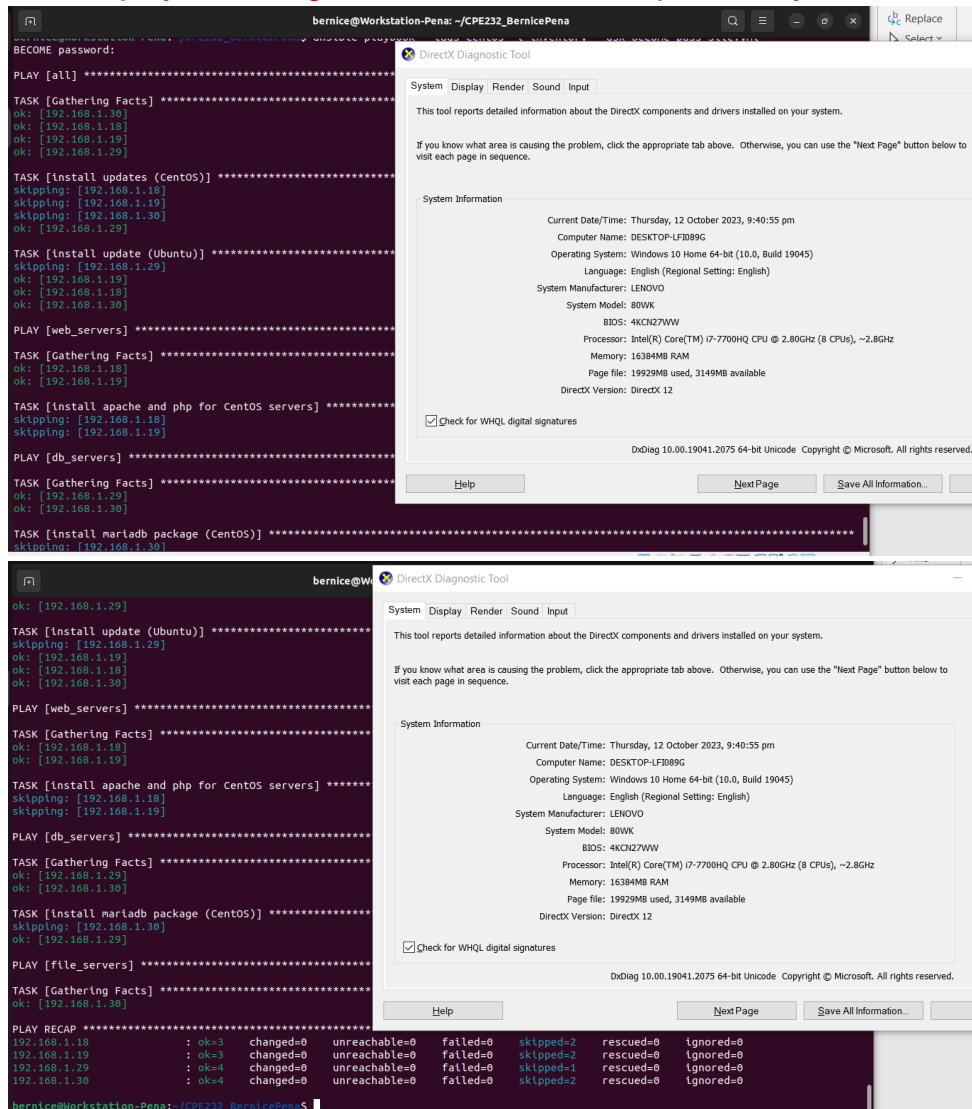 bernice@Workstation-Pena: ~/CPE232_BernicePena
Replace
Select
BECOME password:
PLAY [all] ****************************************
TASK [Gathering Facts] ******************************
ok: [192.168.1.30]
ok: [192.168.1.18]
ok: [192.168.1.19]
ok: [192.168.1.29]
TASK [install updates (CentOS)] **********************
skipping: [192.168.1.18]
skipping: [192.168.1.19]
skipping: [192.168.1.30]
ok: [192.168.1.29]
TASK [install update (Ubuntu)] ***********************
skipping: [192.168.1.29]
ok: [192.168.1.19]
ok: [192.168.1.18]
ok: [192.168.1.30]
PLAY [web_servers] *********************************
TASK [Gathering Facts] ******************************
ok: [192.168.1.18]
ok: [192.168.1.19]
TASK [install apache and php for CentOS servers] **********
skipping: [192.168.1.18]
skipping: [192.168.1.19]
PLAY [db_servers] **********************************
TASK [Gathering Facts] ******************************
ok: [192.168.1.29]
ok: [192.168.1.30]
TASK [install mariadb package (CentOS)] **************************************************************************
skipping: [192.168.1.30]
DirectX Diagnostic Tool
System Display Render Sound Input
This tool reports detailed information about the DirectX components and drivers installed on your system.
If you know what area is causing the problem, click the appropriate tab above. Otherwise, you can use the "Next Page" button below to
visit each page in sequence.
System Information
Current Date/Time: Thursday, 12 October 2023, 9:40:55 pm
Computer Name: DESKTOP-LFI089G
Operating System: Windows 10 Home 64-bit (10.0, Build 19045)
Language: English (Regional Setting: English)
System Manufacturer: LENOVO
System Model: 80WK
BIOS: 4KCN27WW
Processor: Intel(R) Core(TM) i7-7700HQ CPU @ 2.80GHz (8 CPUs), ~2.8GHz
Memory: 16384MB RAM
Page file: 19929MB used, 3149MB available
DirectX Version: DirectX 12
Check for WHQL digital signatures
DxDiag 10.00.19041.2075 64-bit Unicode Copyright © Microsoft. All rights reserved.
Help Next Page Save All Information...
bernice@W
ok: [192.168.1.29]
TASK [install update (Ubuntu)] **********************
skipping: [192.168.1.29]
ok: [192.168.1.19]
ok: [192.168.1.18]
ok: [192.168.1.30]
PLAY [web_servers] ******************************
TASK [Gathering Facts] ***************************
ok: [192.168.1.18]
ok: [192.168.1.19]
TASK [install apache and php for CentOS servers] *******
skipping: [192.168.1.18]
skipping: [192.168.1.19]
PLAY [db_servers] *******************************
TASK [Gathering Facts] ***************************
ok: [192.168.1.29]
ok: [192.168.1.30]
TASK [install mariadb package (CentOS)] **************
skipping: [192.168.1.30]
ok: [192.168.1.29]
PLAY [file_servers] *****************************
TASK [Gathering Facts] ***************************
ok: [192.168.1.30]
PLAY RECAP ************************************
192.168.1.18 : ok=3 changed=0 unreachable=0 failed=0 skipped=2 rescued=0 ignored=0
192.168.1.19 : ok=3 changed=0 unreachable=0 failed=0 skipped=2 rescued=0 ignored=0
192.168.1.29 : ok=4 changed=0 unreachable=0 failed=0 skipped=1 rescued=0 ignored=0
192.168.1.30 : ok=4 changed=0 unreachable=0 failed=0 skipped=2 rescued=0 ignored=0
bernice@Workstation-Pena:~/CPE232_BernicePena$
DirectX Diagnostic Tool
System Display Render Sound Input
This tool reports detailed information about the DirectX components and drivers installed on your system.
If you know what area is causing the problem, click the appropriate tab above. Otherwise, you can use the "Next Page" button below to
visit each page in sequence.
System Information
Current Date/Time: Thursday, 12 October 2023, 9:40:55 pm
Computer Name: DESKTOP-LFI089G
Operating System: Windows 10 Home 64-bit (10.0, Build 19045)
Language: English (Regional Setting: English)
System Manufacturer: LENOVO
System Model: 80WK
BIOS: 4KCN27WW
Processor: Intel(R) Core(TM) i7-7700HQ CPU @ 2.80GHz (8 CPUs), ~2.8GHz
Memory: 16384MB RAM
Page file: 19929MB used, 3149MB available
DirectX Version: DirectX 12
Check for WHQL digital signatures
DxDiag 10.00.19041.2075 64-bit Unicode Copyright © Microsoft. All rights reserved.
Help Next Page Save All Information...